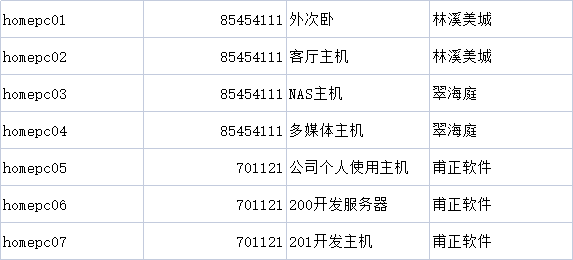 homepc01 85454111 外次卧 林溪美城
homepc02 85454111 客厅主机 林溪美城
homepc03 85454111 NAS主机 翠海庭
homepc04 85454111 多媒体主机 翠海庭
homepc05 701121 公司个人使用主机 甫正软件
homepc06 701121 200开发服务器 甫正软件
homepc07 701121 201开发主机 甫正软件